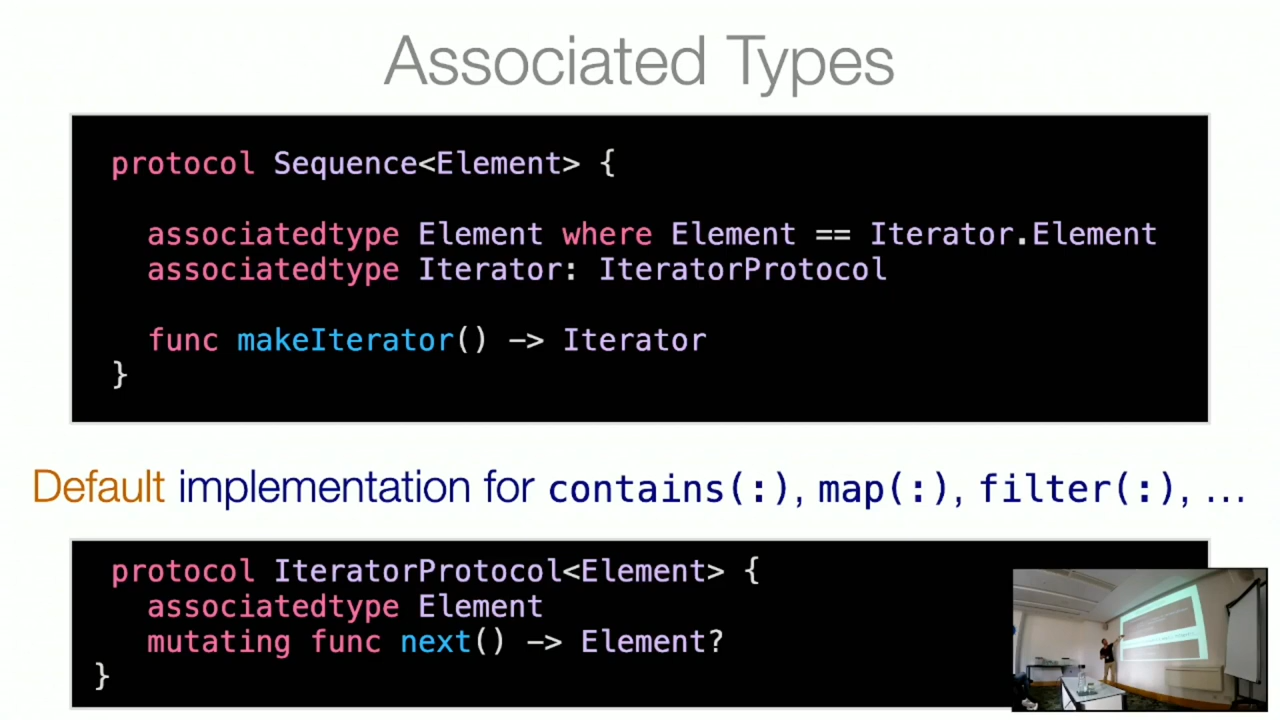 Associated Types
protocol Sequence<Element> {
associatedtype Element where Element == Iterator.Element
associatedtype Iterator: IteratorProtocol
func makeIterator() -> Iterator
}
Default implementation for contains(:), map(:), filter(:), ...
protocol IteratorProtocol<Element> {
associatedtype Element
mutating func next() -> Element?
}